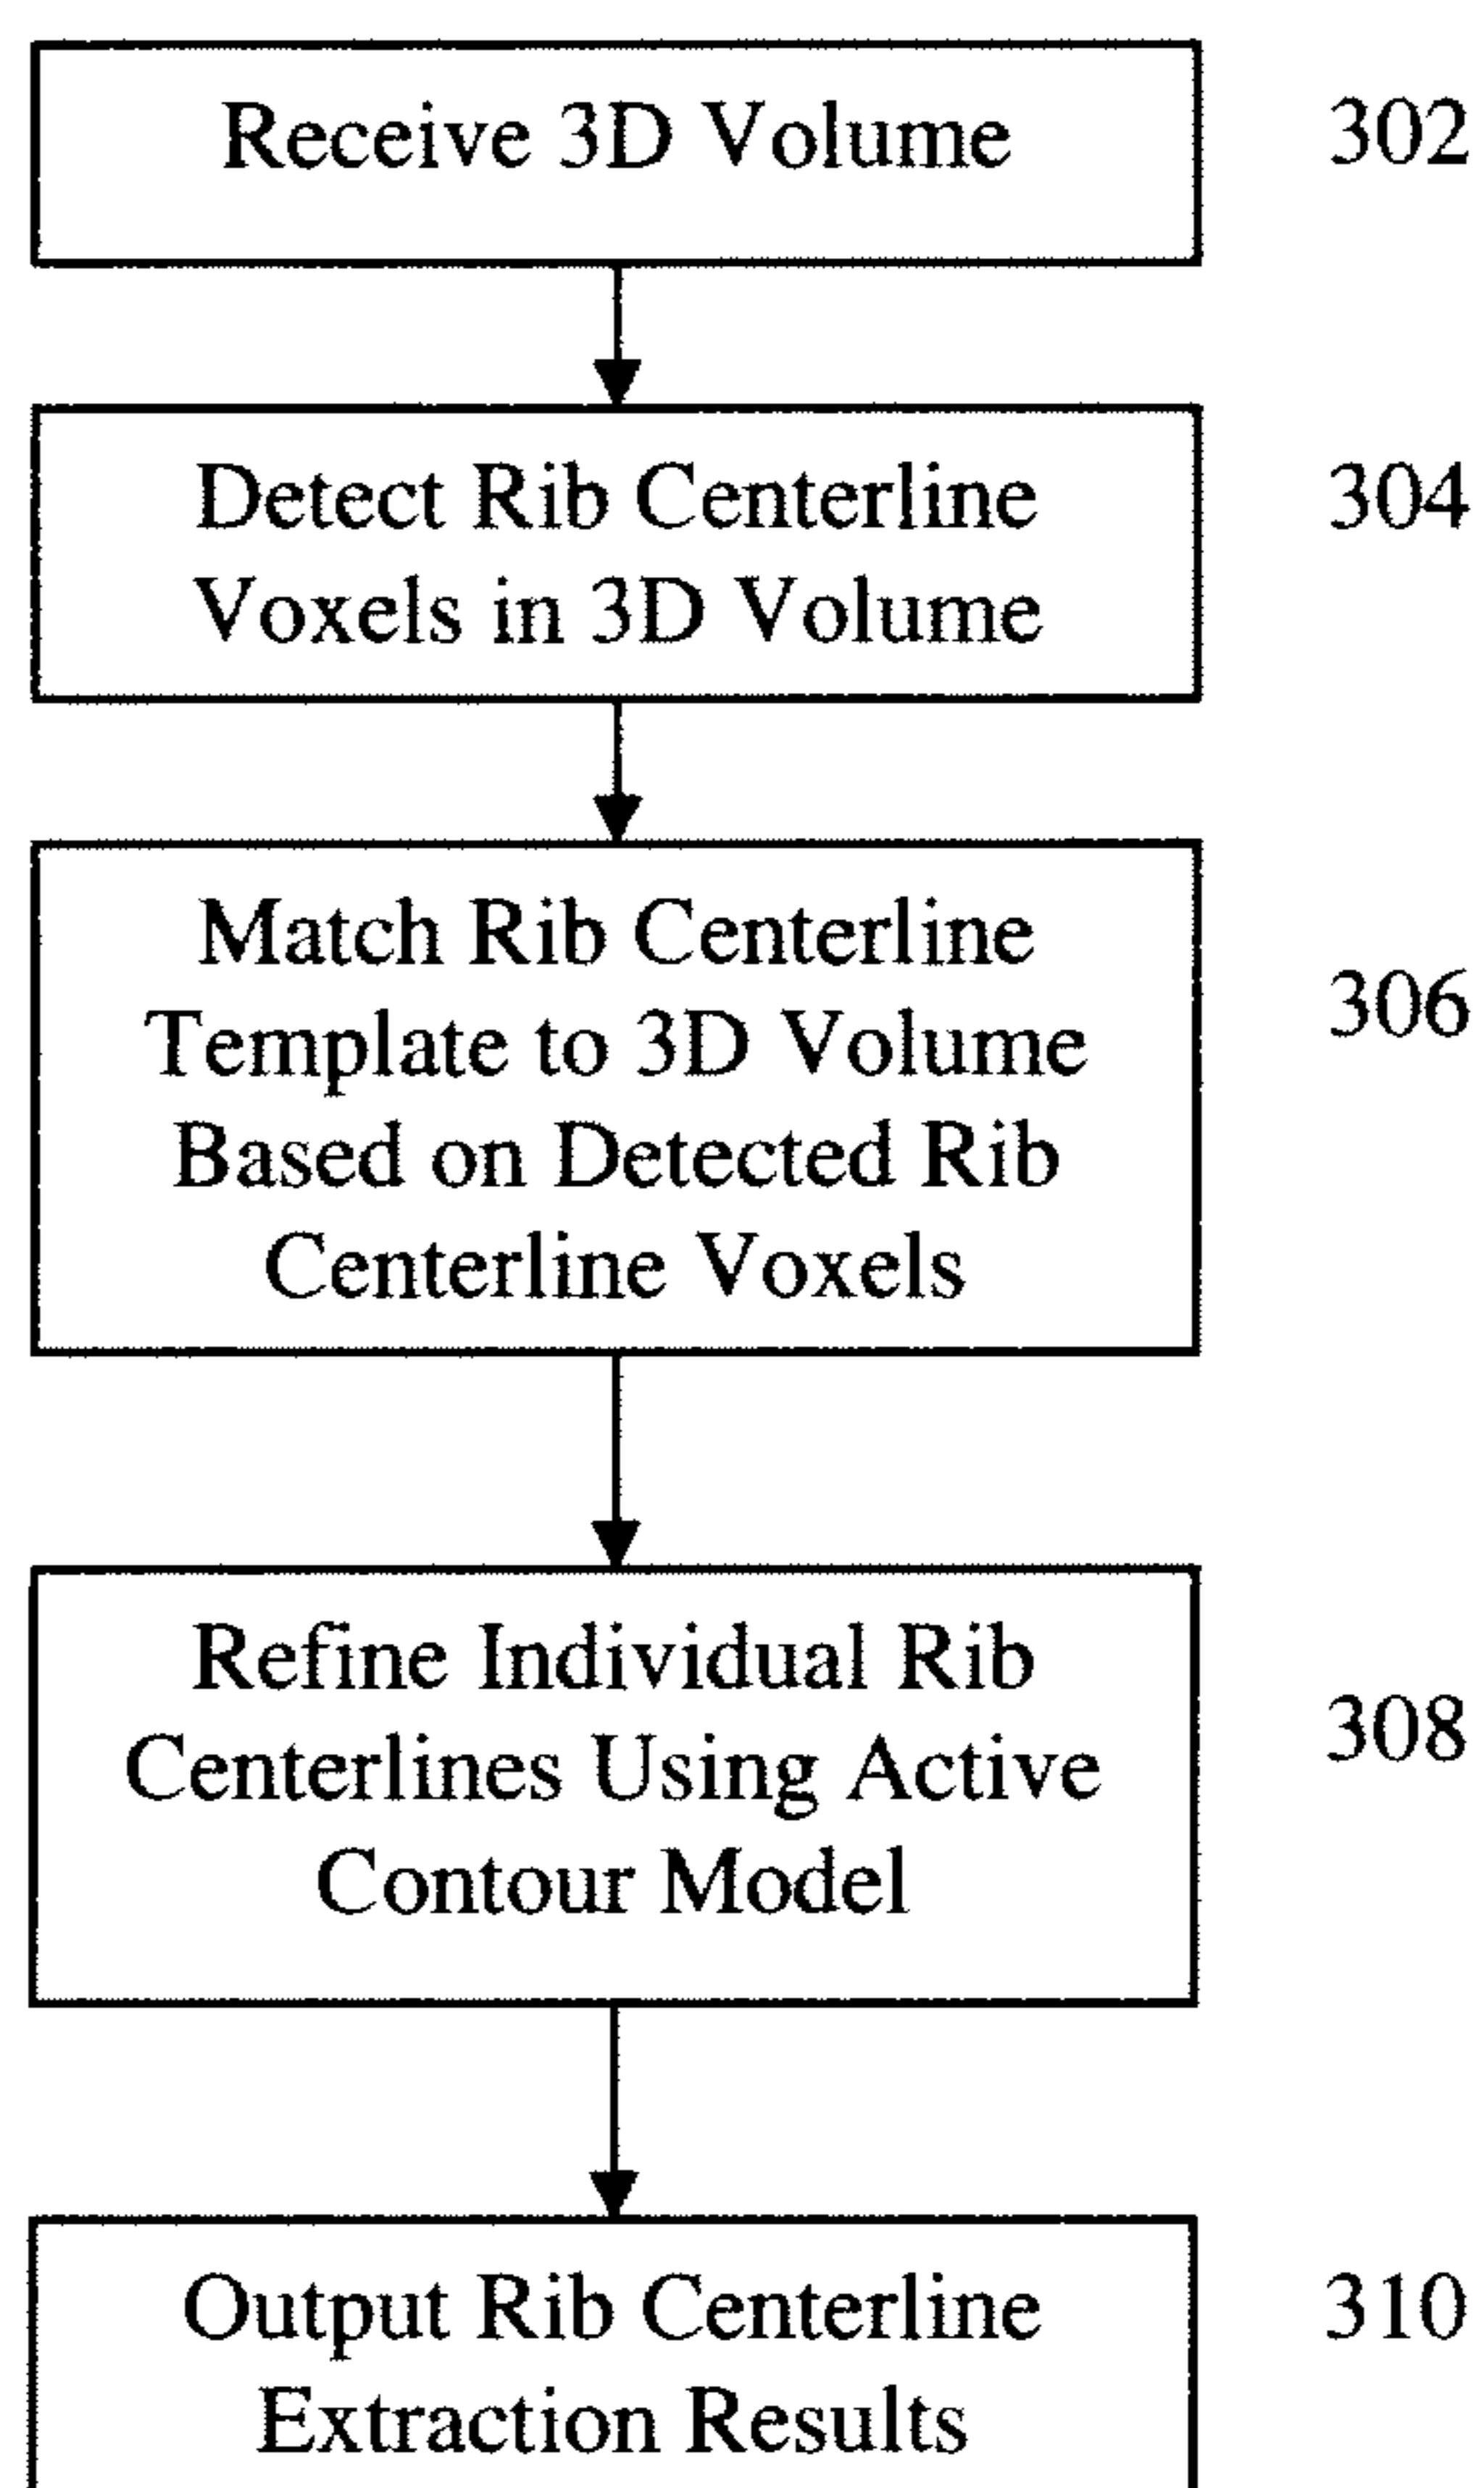 Receive 3D Volume
302
Detect Rib Centerline
Voxels in 3D Volume
304
Match Rib Centerline
Template to 3D Volume
Based on Detected Rib
Centerline Voxels
306
Refine Individual Rib
Centerlines Using Active
Contour Model
308
Output Rib Centerline
Extraction Results
310